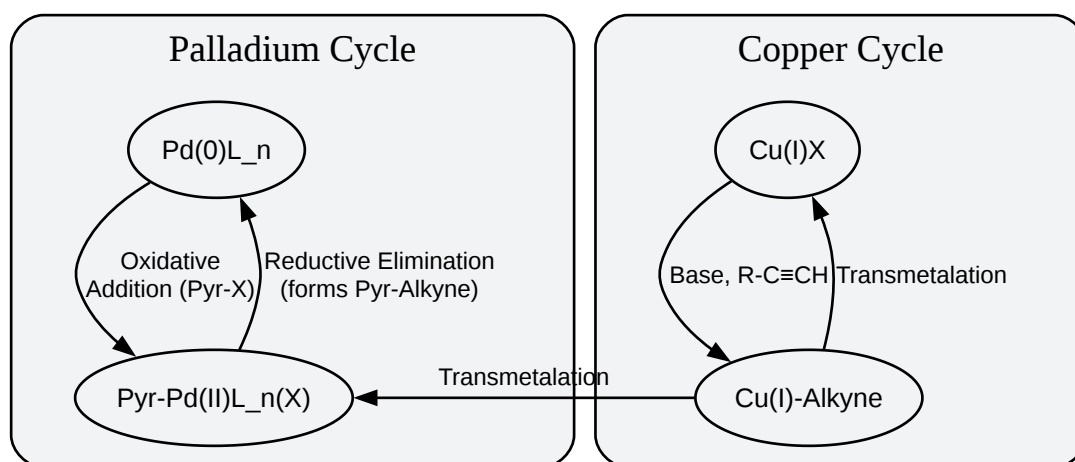 Palladium Cycle
Pd(0)L_n
Oxidative
Addition (Pyr-X)
Reductive Elimination
(forms Pyr-Alkyne)
Pyr-Pd(II)L_n(X)
Transmetalation
Copper Cycle
Cu(I)X
Base, R-C≡CH
Transmetalation
Cu(I)-Alkyne